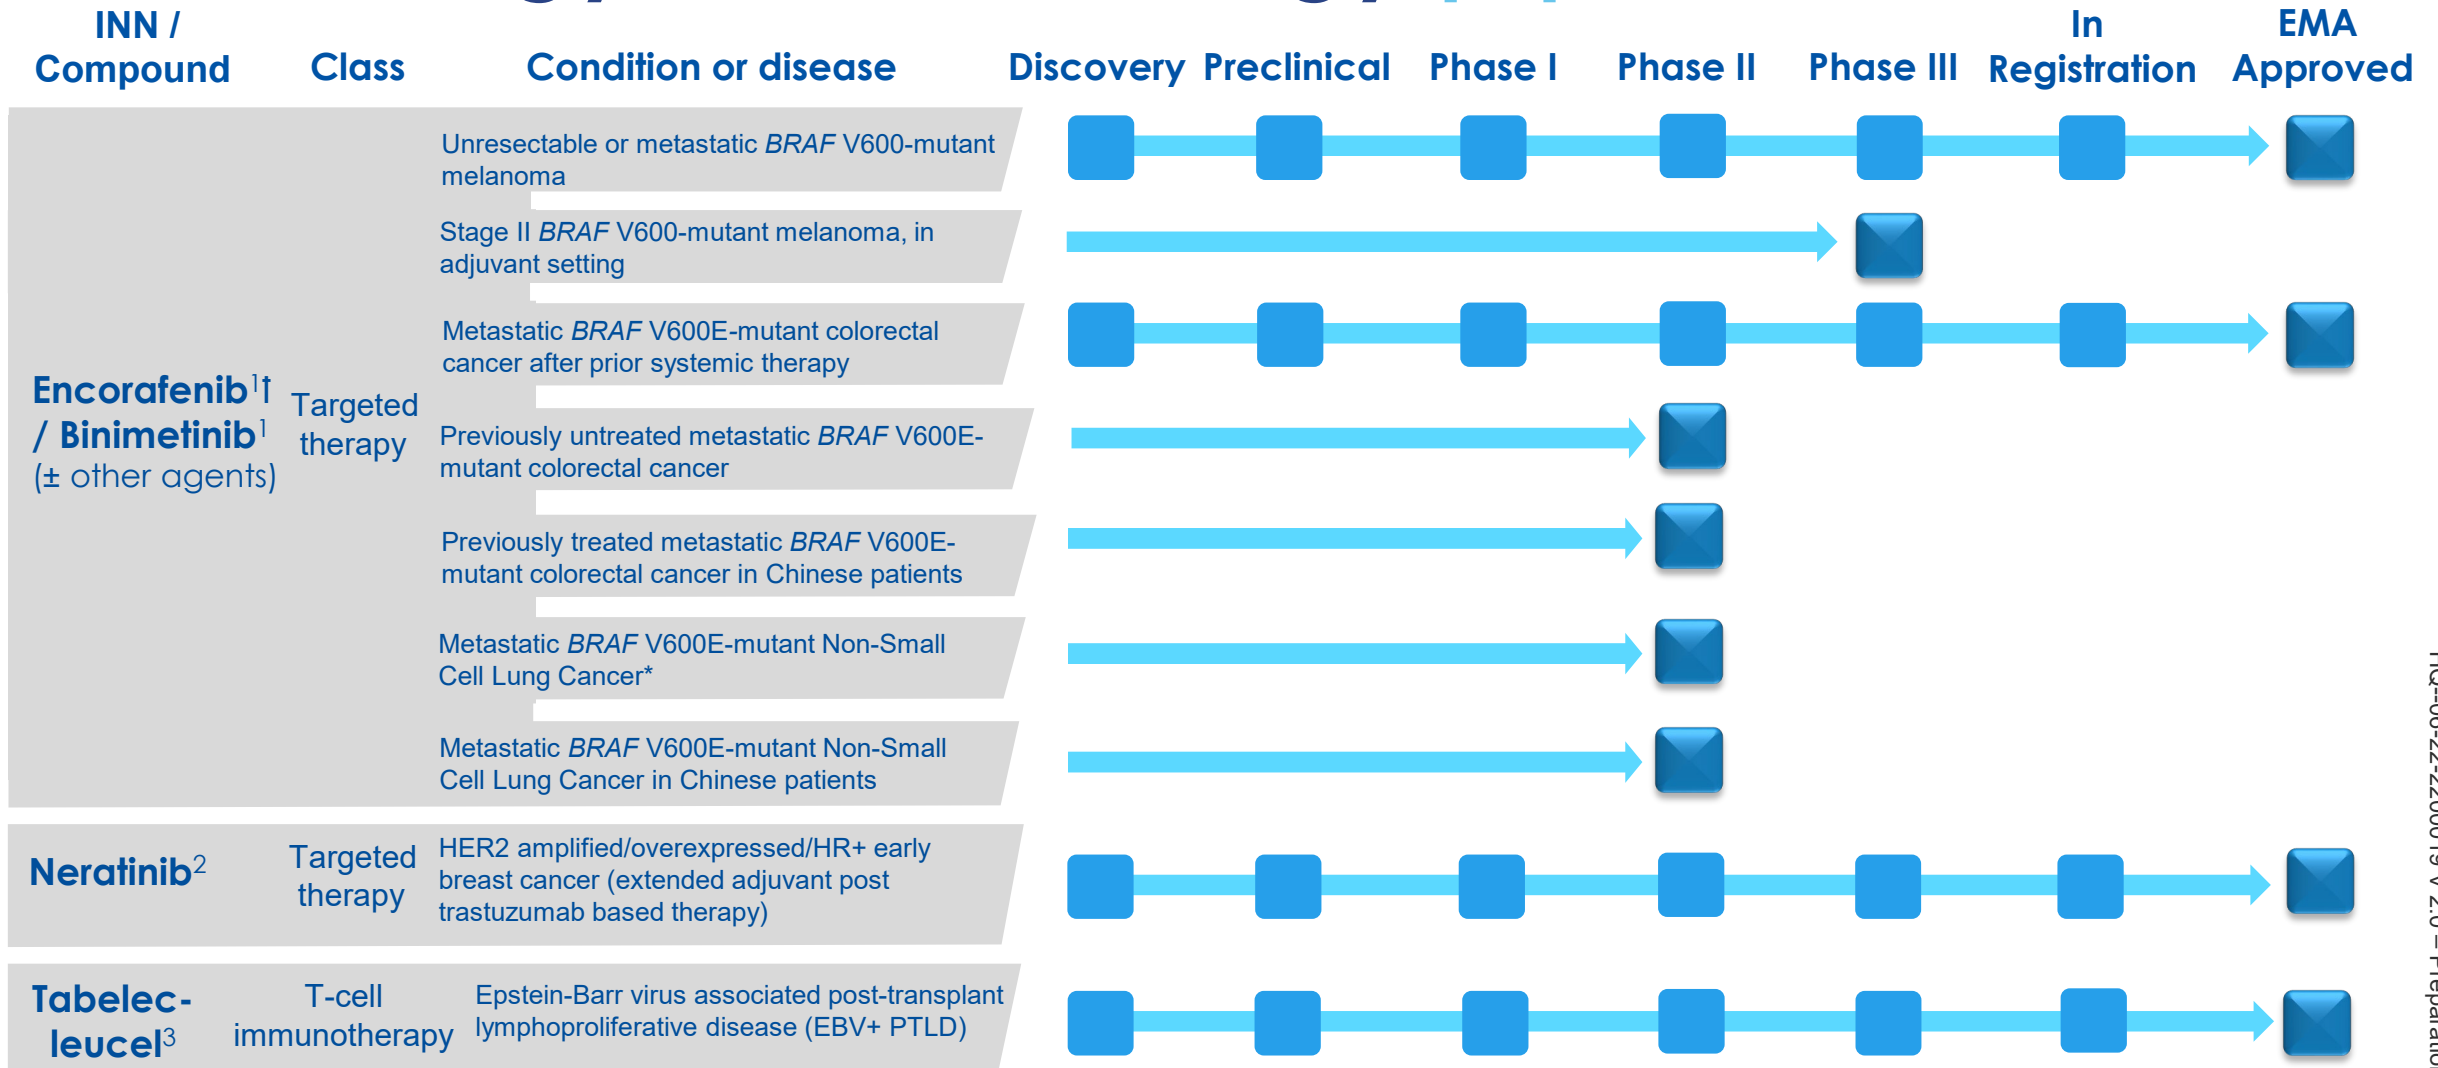 INN /
Compound
Class
Condition or disease
Discovery
Preclinical
Phase I
Phase II
Phase III
In
Registration
EMA
Approved
Encorafenib¹†
/ Binimetinib¹
(± other agents)
Targeted
therapy
Unresectable or metastatic BRAF V600-mutant
melanoma
Stage II BRAF V600-mutant melanoma, in
adjuvant setting
Metastatic BRAF V600E-mutant colorectal
cancer after prior systemic therapy
Previously untreated metastatic BRAF V600E-
mutant colorectal cancer
Previously treated metastatic BRAF V600E-
mutant colorectal cancer in Chinese patients
Metastatic BRAF V600E-mutant Non-Small
Cell Lung Cancer*
Metastatic BRAF V600E-mutant Non-Small
Cell Lung Cancer in Chinese patients
Neratinib²
Targeted
therapy
HER2 amplified/overexpressed/HR+ early
breast cancer (extended adjuvant post
trastuzumab based therapy)
Tabelec-
leucel³
T-cell
immunotherapy
Epstein-Barr virus associated post-transplant
lymphoproliferative disease (EBV+ PTLD)